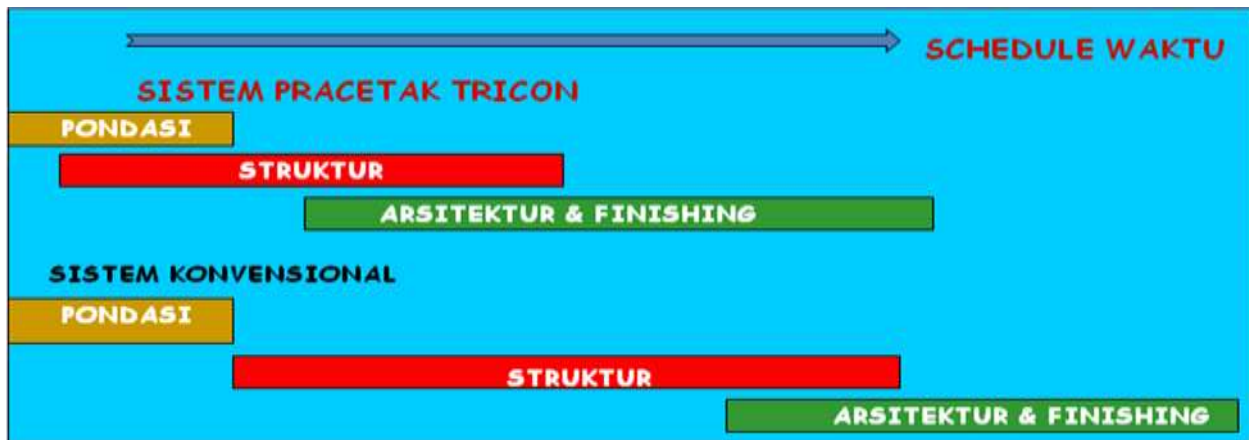 SCHEDULE WAKTU
SISTEM PRACETAK TRICON
PONDASI
STRUKTUR
ARSITEKTUR & FINISHING
SISTEM KONVENSIONAL
PONDASI
STRUKTUR
ARSITEKTUR & FINISHING